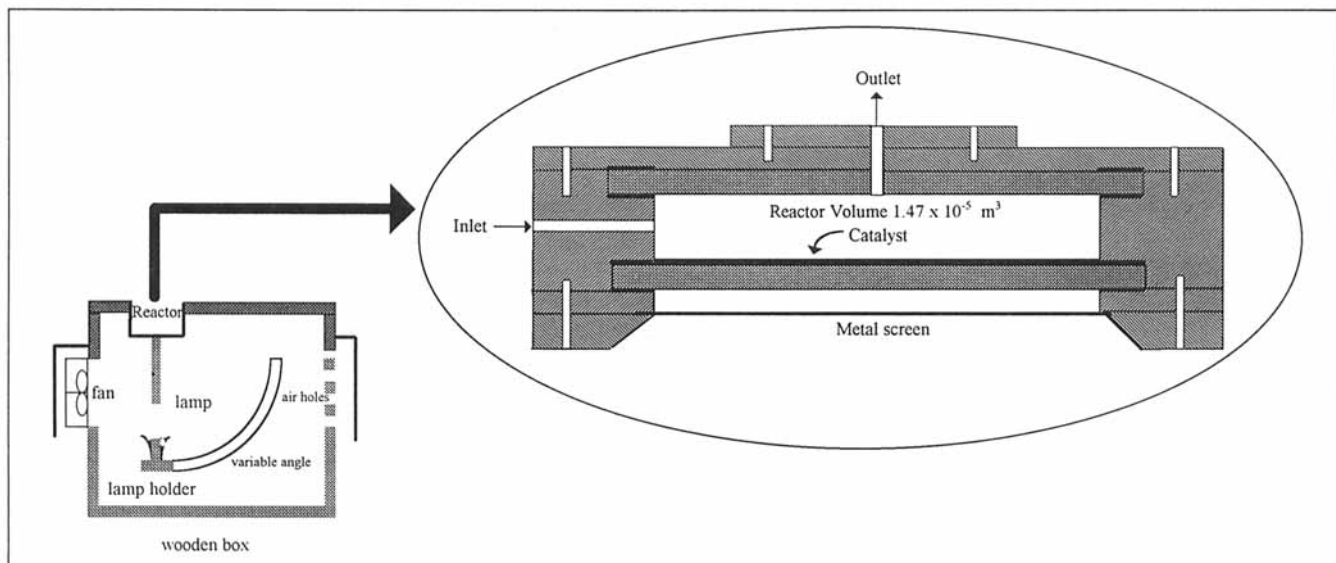 Outlet
Reactor Volume 1.47 x 10⁻⁵ m³
Inlet
Catalyst
Metal screen
Reactor
fan
lamp
air holes
variable angle
lamp holder
wooden box